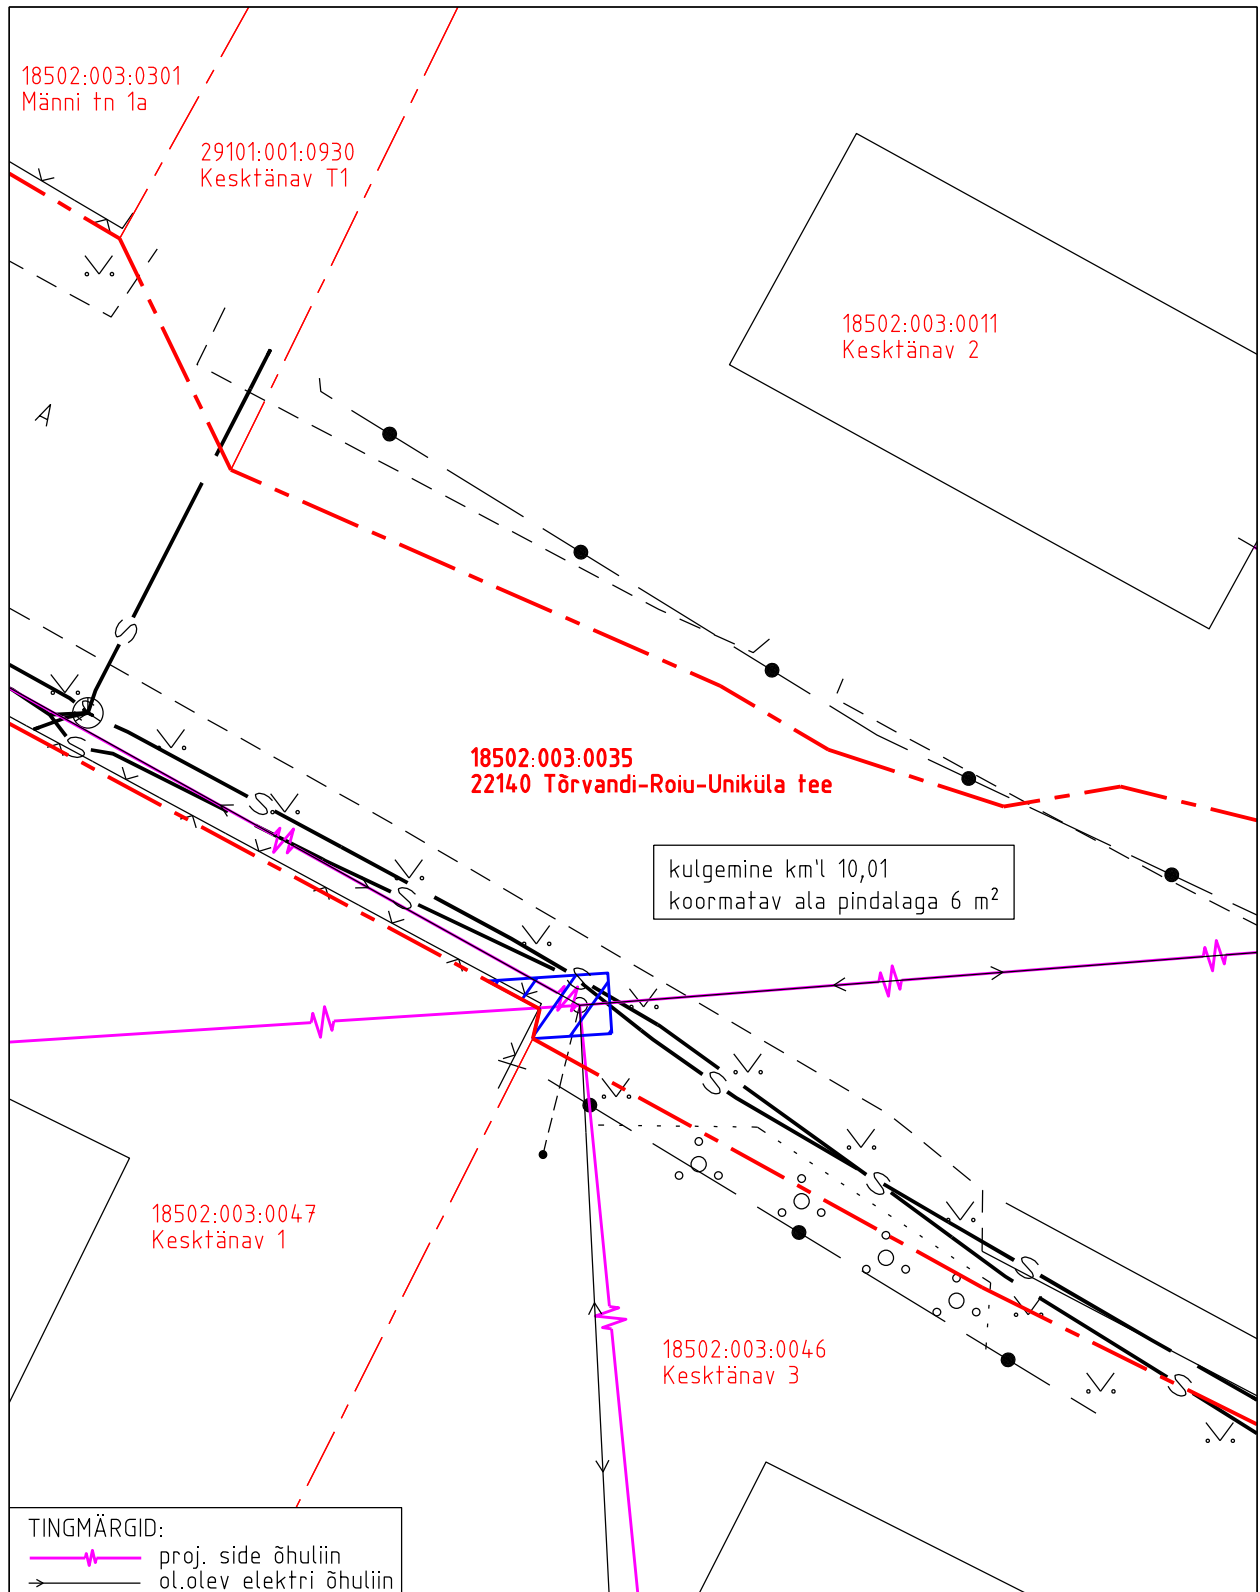 18502:003:0301
Männi tn 1a
29101:001:0930
Kesktänav T1
18502:003:0011
Kesktänav 2
A
S
18502:003:0035
22140 Tõrvandi-Roiu-Uniküla tee
S
S
S
kulgemine km'l 10,01
koormatav ala pindalaga 6 m²
S
S
18502:003:0047
Kesktänav 1
S
18502:003:0046
Kesktänav 3
S
TINGMÄRGID:
proj. side õhuliin
ol.olev elektri õhuliin